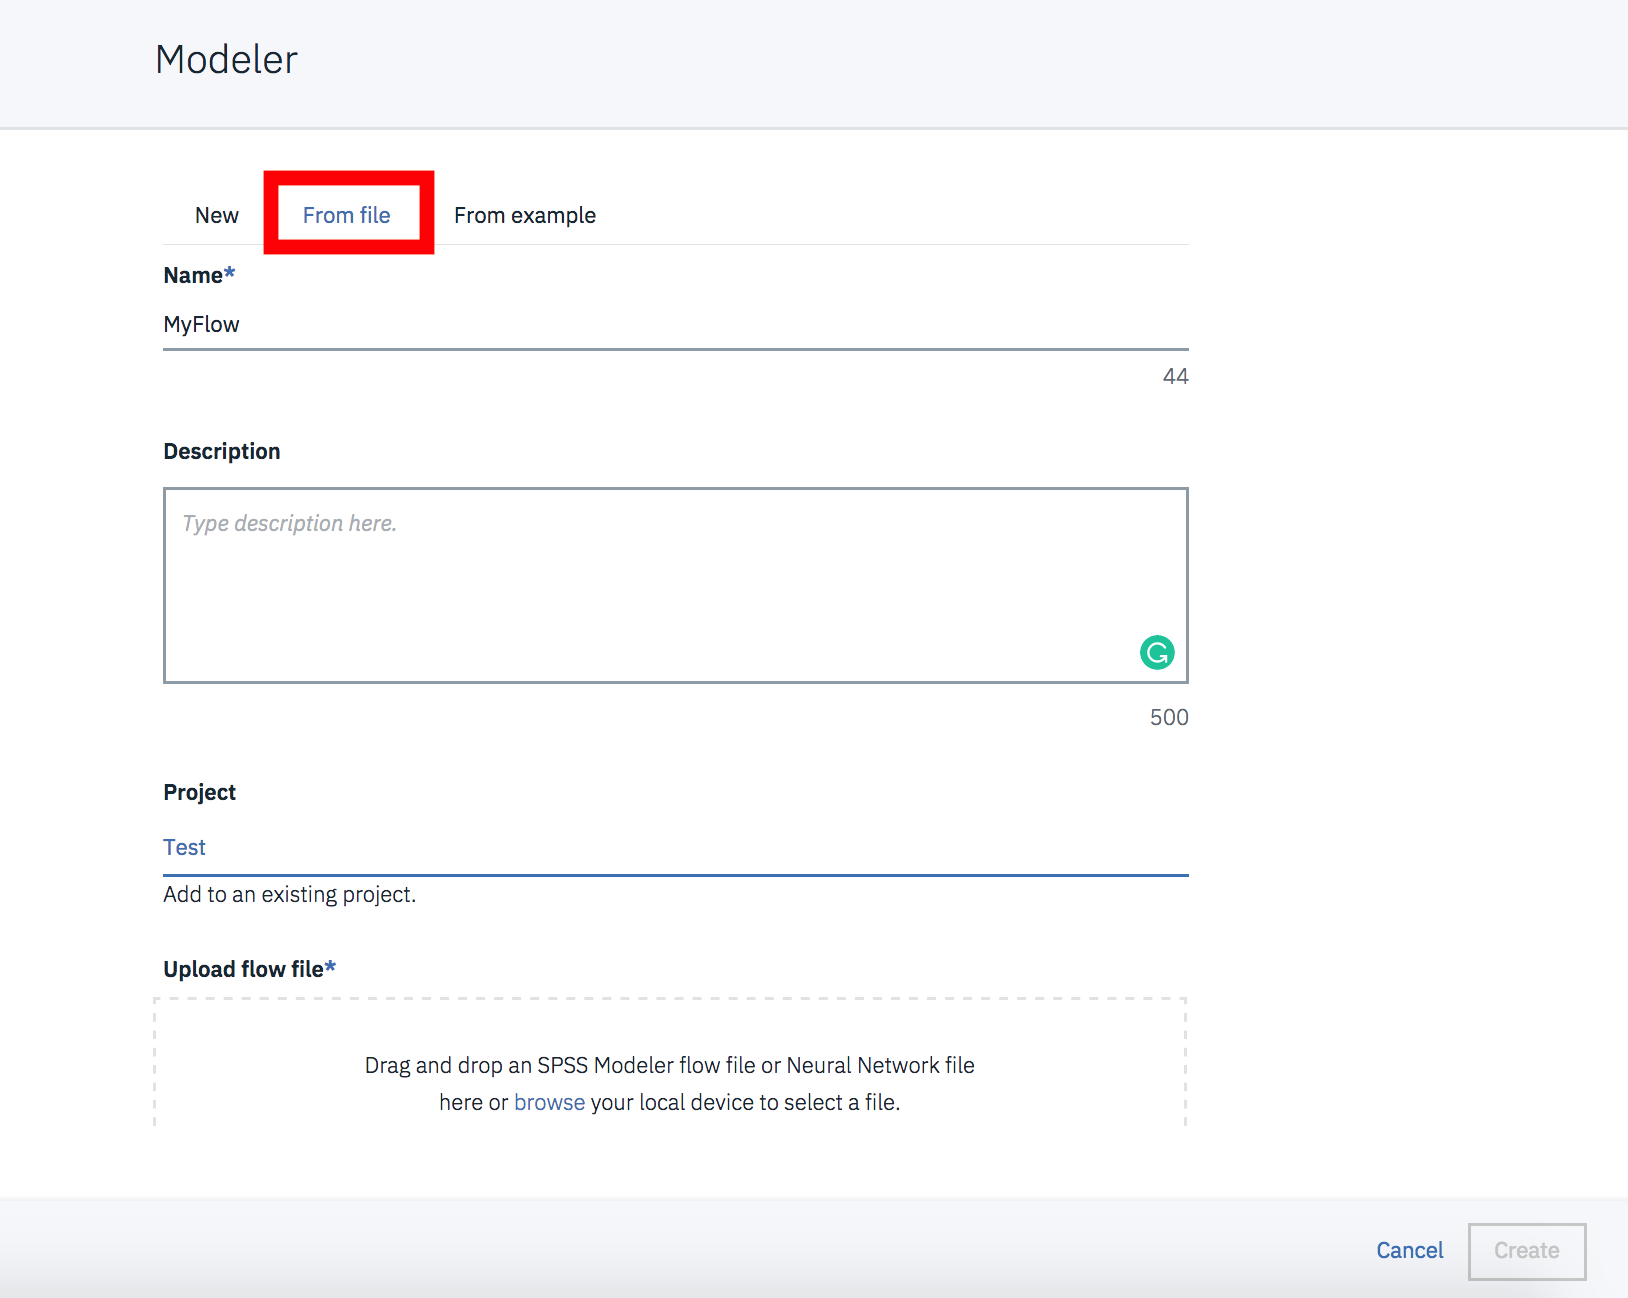 Modeler
New From file From example
Name*
MyFlow
44
Description
Type description here.
500
Project
Test
Add to an existing project.
Upload flow file*
Drag and drop an SPSS Modeler flow file or Neural Network file
here or browse your local device to select a file.
Cancel Create